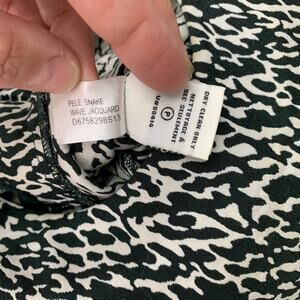 PELE SNAKE
WAVE JACQUARD
D6758298S13
DRY CLEAN ONLY
NETTOYAGE A
SEC SEULEMENT
P